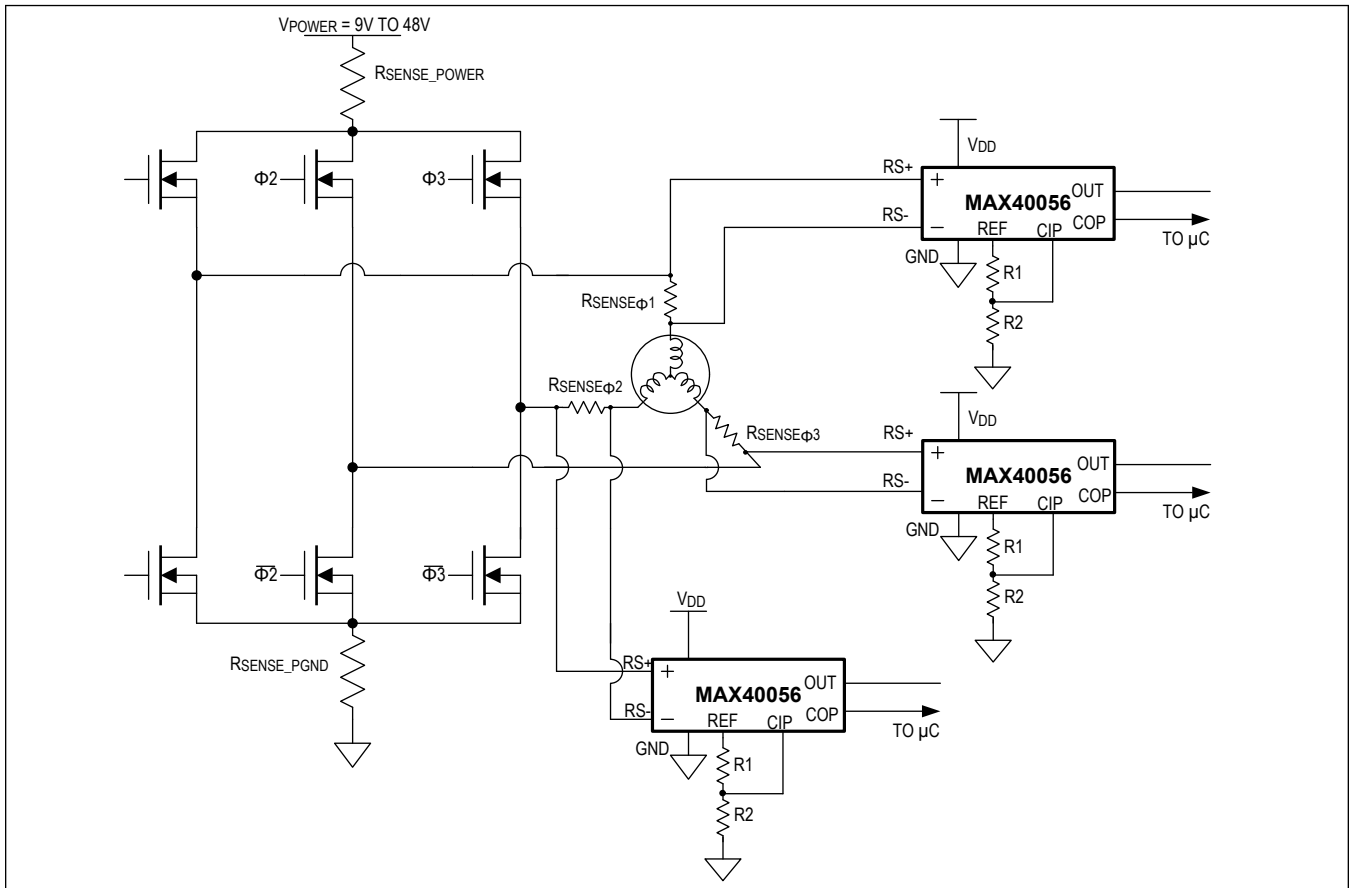 VPOWER = 9V TO 48V
RSENSE_POWER
Φ2
Φ3
RS+
RS-
VDD
+
−
MAX40056
OUT
COP
REF
CIP
GND
TO µC
R1
R2
RSENSEΦ1
RSENSEΦ2
RSENSEΦ3
RS+
RS-
VDD
+
−
MAX40056
OUT
COP
REF
CIP
GND
TO µC
R1
R2
Φ̅2
Φ̅3
RSENSE_PGND
VDD
RS+
RS-
+
−
MAX40056
OUT
COP
REF
CIP
GND
TO µC
R1
R2